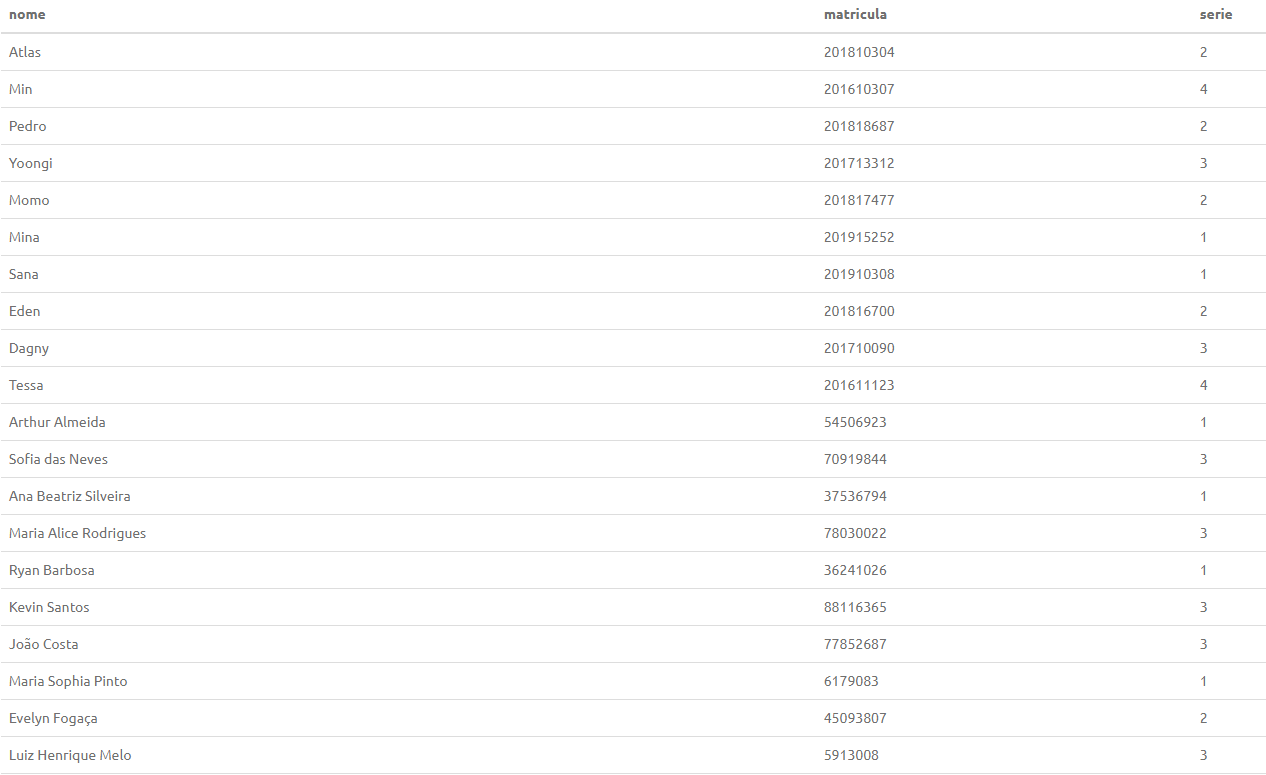 nome matricula serie
Atlas 201810304 2
Min 201610307 4
Pedro 201818687 2
Yoongi 201713312 3
Momo 201817477 2
Mina 201915252 1
Sana 201910308 1
Eden 201816700 2
Dagny 201710090 3
Tessa 201611123 4
Arthur Almeida 54506923 1
Sofia das Neves 70919844 3
Ana Beatriz Silveira 37536794 1
Maria Alice Rodrigues 78030022 3
Ryan Barbosa 36241026 1
Kevin Santos 88116365 3
João Costa 77852687 3
Maria Sophia Pinto 6179083 1
Evelyn Fogaça 45093807 2
Luiz Henrique Melo 5913008 3